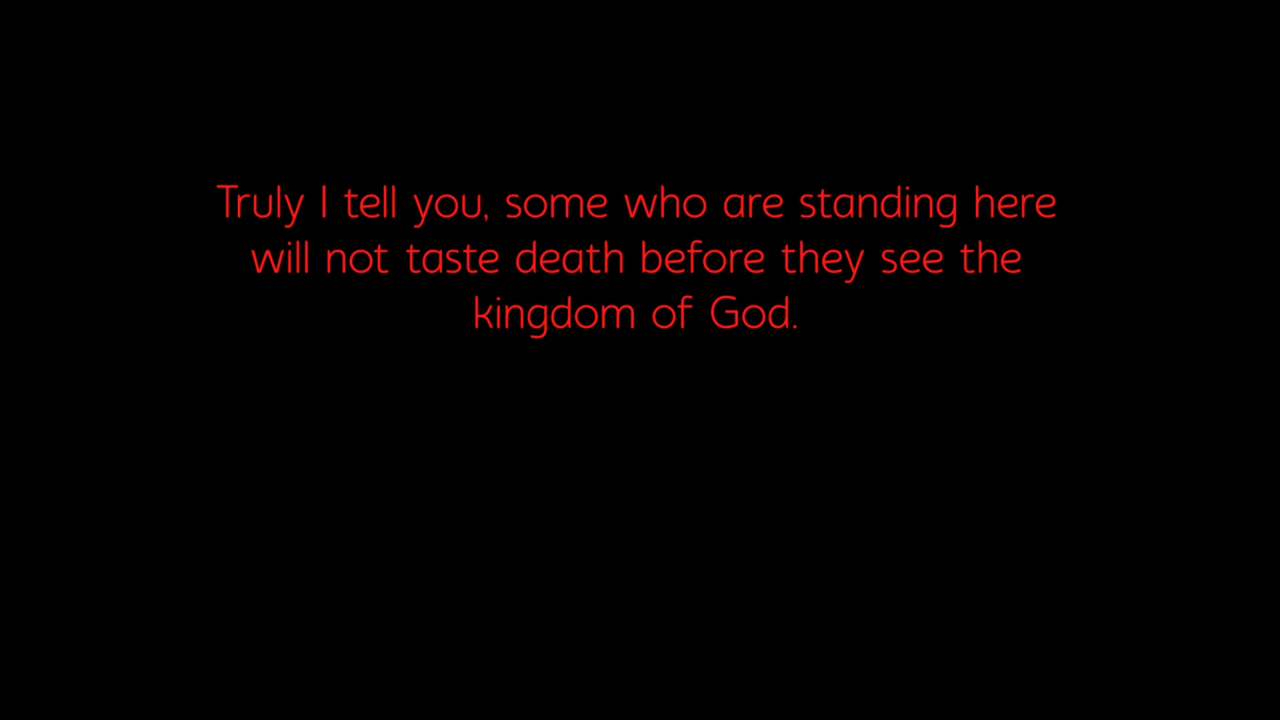 Truly I tell you, some who are standing here
will not taste death before they see the
kingdom of God.